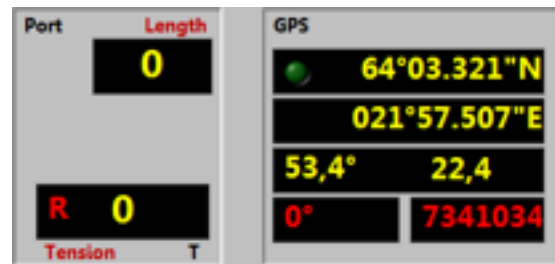 Port Length
0
R 0
Tension T
GPS
64°03.321"N
021°57.507"E
53,4° 22,4
0° 7341034